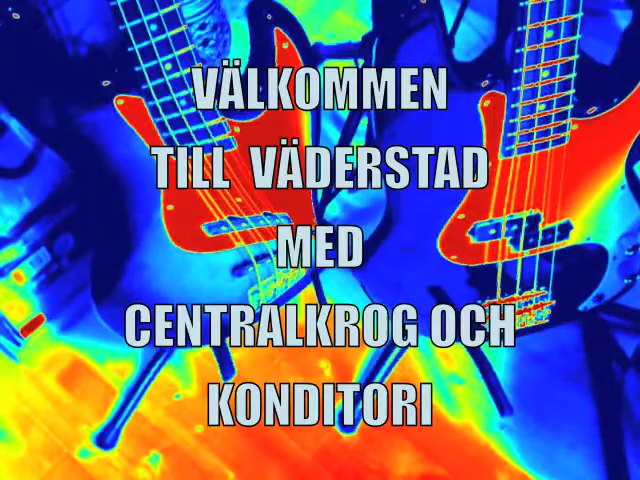 VÄLKOMMEN
TILL VÄDERSTAD
MED
CENTRALKROG OCH
KONDITORI